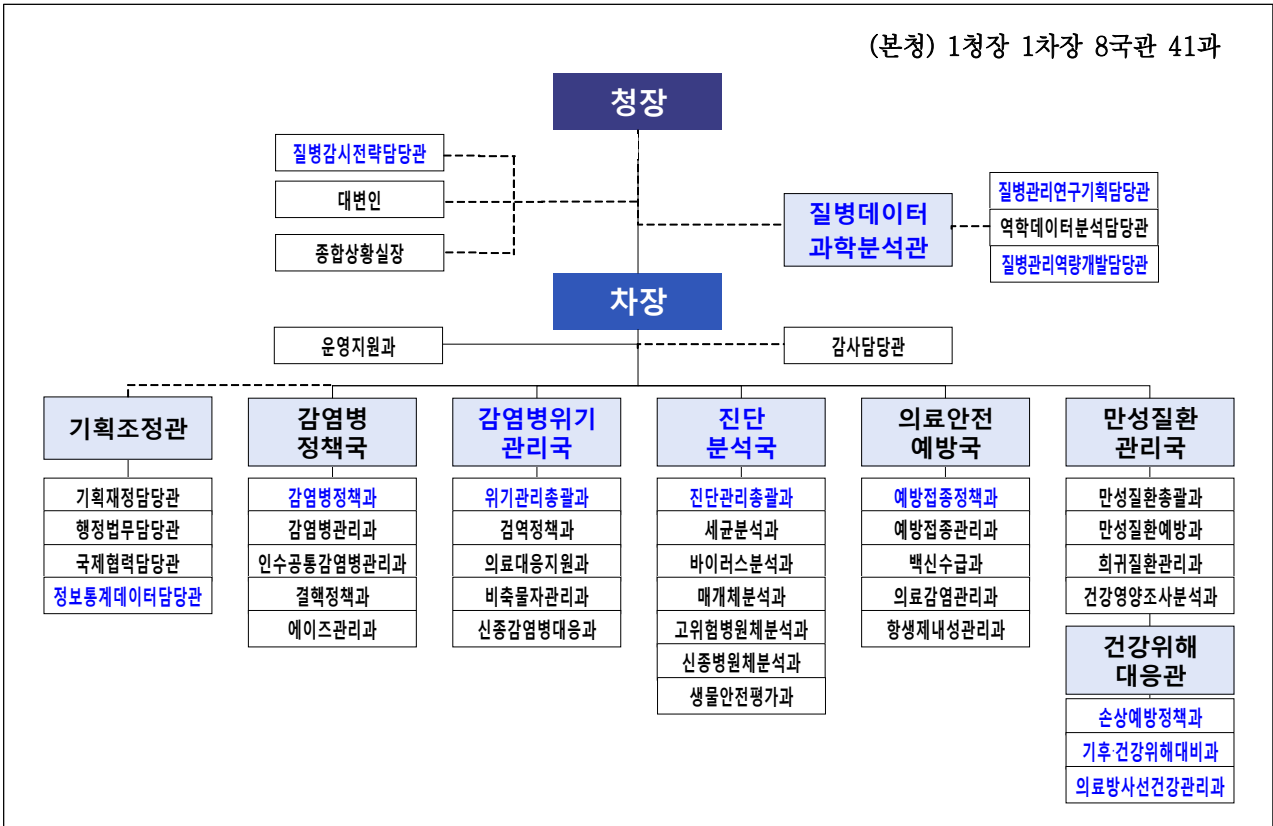 (본청) 1청장 1차장 8국관 41과
청장
질병감시전략담당관
대변인
종합상황실장
질병데이터
과학분석관
질병관리연구기획담당관
역학데이터분석담당관
질병관리역량개발담당관
차장
운영지원과
감사담당관
기획조정관
기획재정담당관
행정법무담당관
국제협력담당관
정보통계데이터담당관
감염병
정책국
감염병정책과
감염병관리과
인수공통감염병관리과
결핵정책과
에이즈관리과
감염병위기
관리국
위기관리총괄과
검역정책과
의료대응지원과
비축물자관리과
신종감염병대응과
진단
분석국
진단관리총괄과
세균분석과
바이러스분석과
매개체분석과
고위험병원체분석과
신종병원체분석과
생물안전평가과
의료안전
예방국
예방접종정책과
예방접종관리과
백신수급과
의료감염관리과
항생제내성관리과
만성질환
관리국
만성질환총괄과
만성질환예방과
희귀질환관리과
건강영양조사분석과
건강위해
대응관
손상예방정책과
기후·건강위해대비과
의료방사선건강관리과